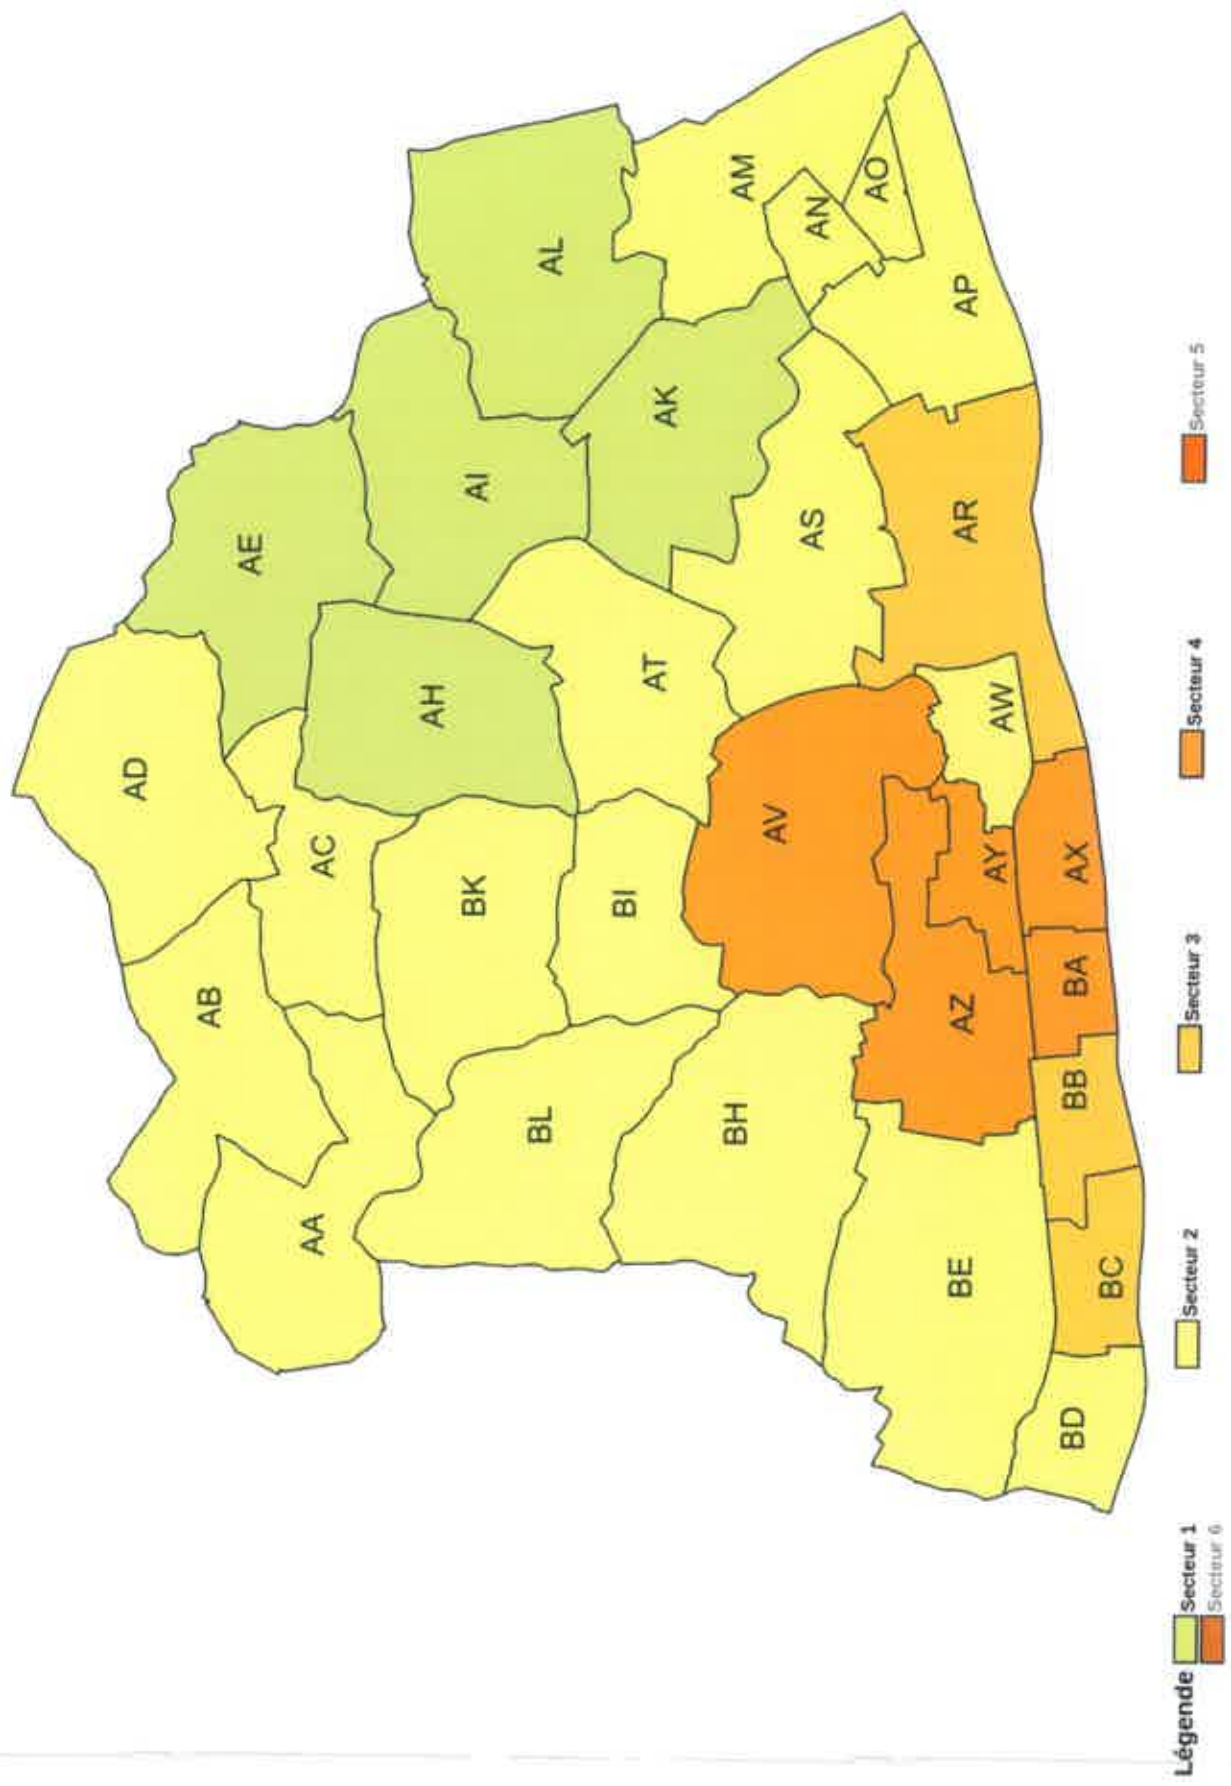 AD
AB
AE
AA
AC
AH
BK
AI
BL
AL
BI
AT
AK
BH
AM
AV
AS
AN
AO
BE
AZ
AR
AP
AY
AW
BD
BB
BA
AX
BC
Légende Secteur 1 Secteur 2 Secteur 3 Secteur 4 Secteur 5
Secteur 6